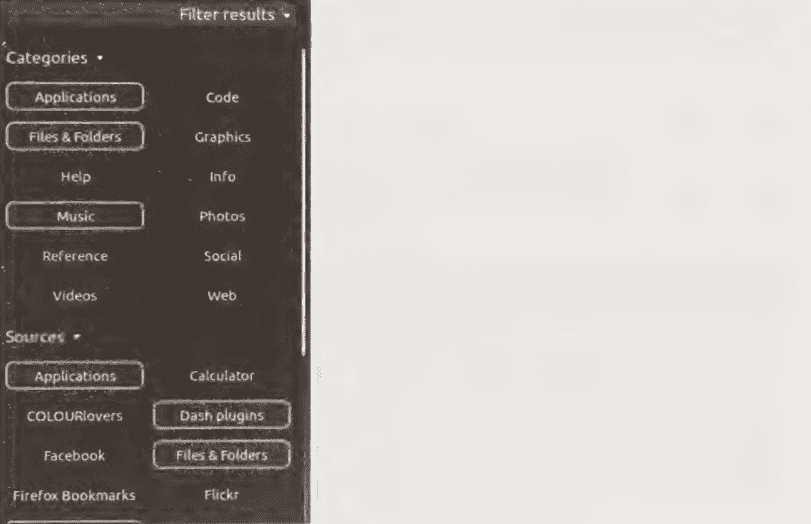 Filter results
Categories
Applications Code
Files & Folders Graphics
Help Info
Music Photos
Reference Social
Videos Web
Sources
Applications Calculator
COLOURlovers Dash plugins
Facebook Files & Folders
Firefox Bookmarks Flickr